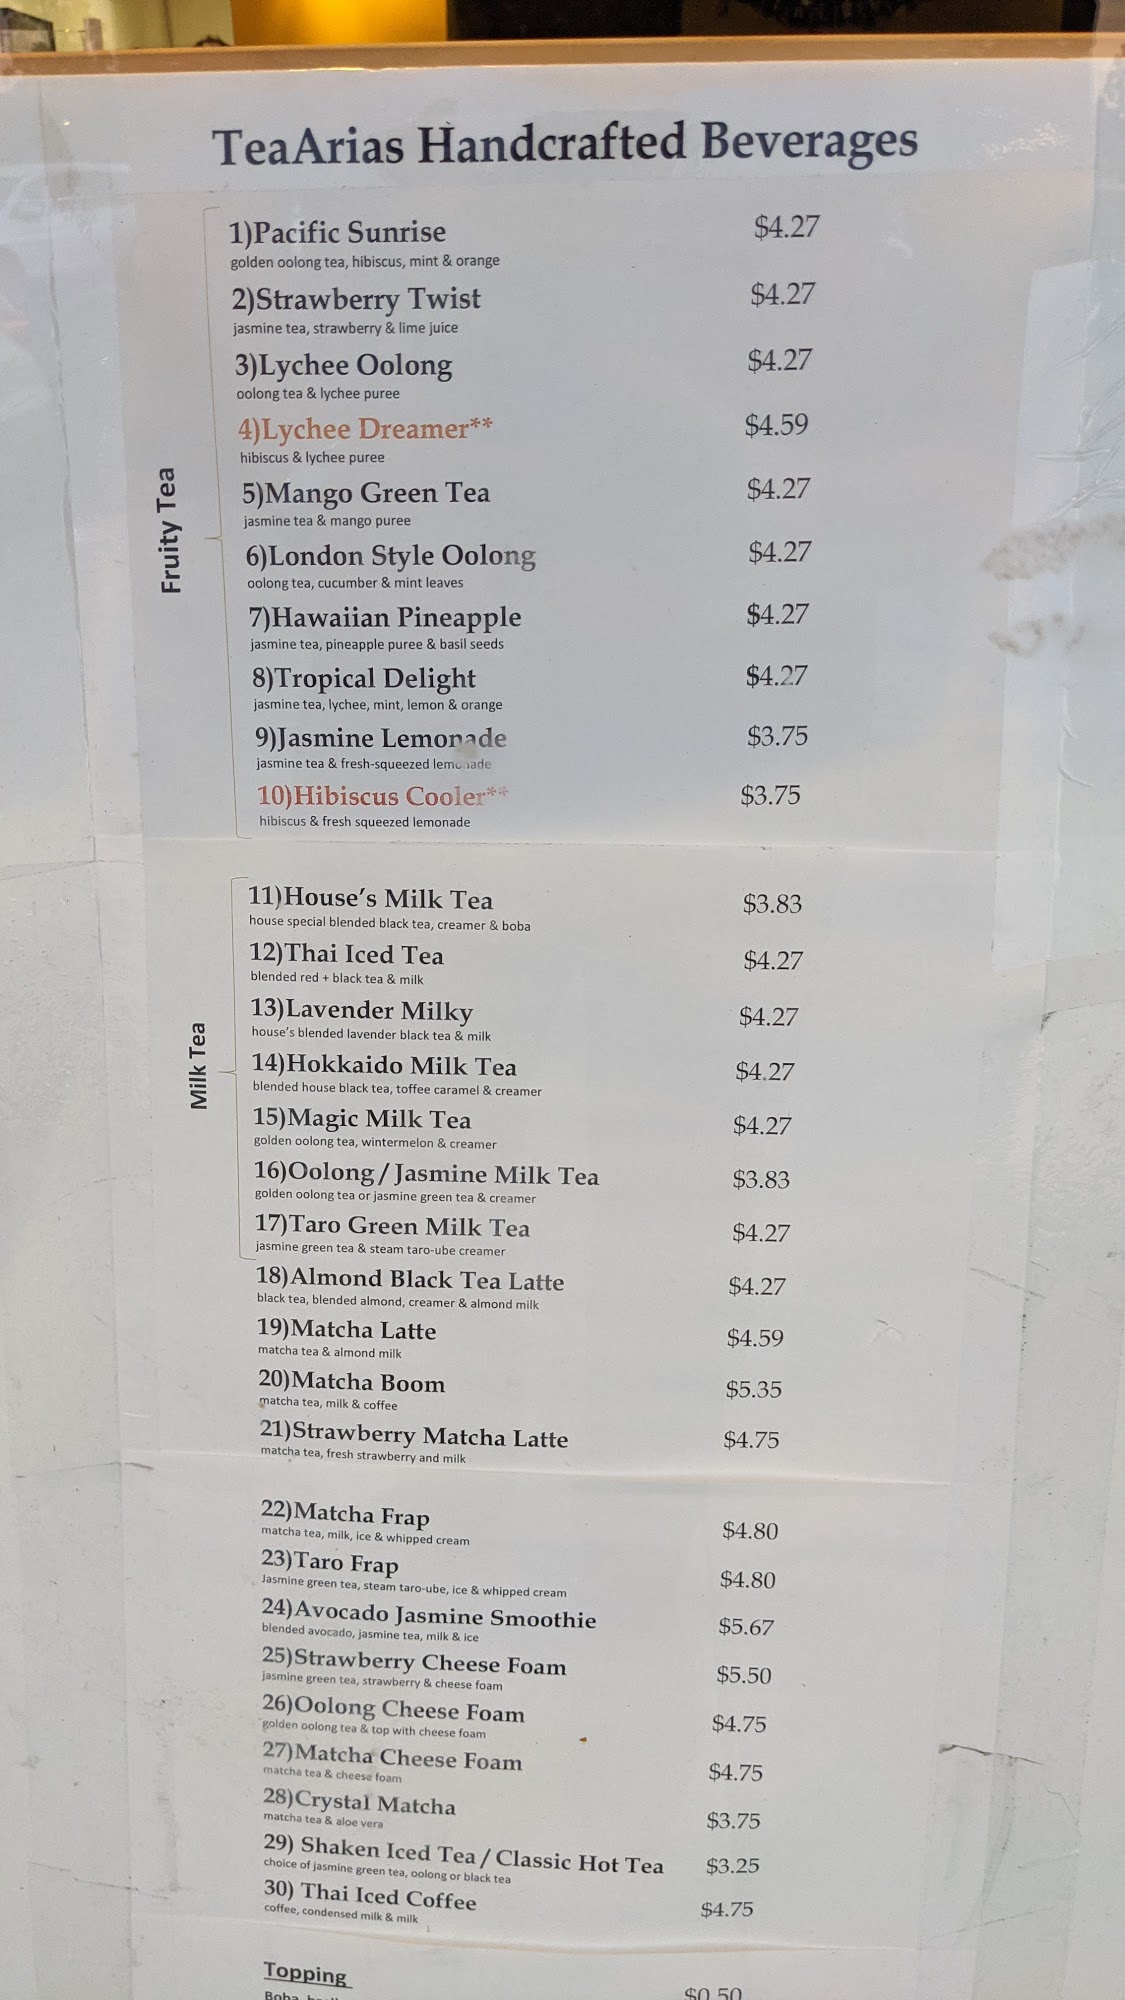 TeaArias Handcrafted Beverages
Fruity Tea
1)Pacific Sunrise $4.27
golden oolong tea, hibiscus, mint & orange
2)Strawberry Twist $4.27
jasmine tea, strawberry & lime juice
3)Lychee Oolong $4.27
oolong tea & lychee puree
4)Lychee Dreamer** $4.59
hibiscus & lychee puree
5)Mango Green Tea $4.27
jasmine tea & mango puree
6)London Style Oolong $4.27
oolong tea, cucumber & mint leaves
7)Hawaiian Pineapple $4.27
jasmine tea, pineapple puree & basil seeds
8)Tropical Delight $4.27
jasmine tea, lychee, mint, lemon & orange
9)Jasmine Lemonade $3.75
jasmine tea & fresh-squeezed lemonade
10)Hibiscus Cooler** $3.75
hibiscus & fresh squeezed lemonade
Milk Tea
11)House's Milk Tea $3.83
house special blended black tea, creamer & boba
12)Thai Iced Tea $4.27
blended red + black tea & milk
13)Lavender Milky $4.27
house's blended lavender black tea & milk
14)Hokkaido Milk Tea $4.27
blended house black tea, toffee caramel & creamer
15)Magic Milk Tea $4.27
golden oolong tea, wintermelon & creamer
16)Oolong/Jasmine Milk Tea $3.83
golden oolong tea or jasmine green tea & creamer
17)Taro Green Milk Tea $4.27
jasmine green tea & steam taro-ube creamer
18)Almond Black Tea Latte $4.27
black tea, blended almond, creamer & almond milk
19)Matcha Latte $4.59
matcha tea & almond milk
20)Matcha Boom $5.35
matcha tea, milk & coffee
21)Strawberry Matcha Latte $4.75
matcha tea, fresh strawberry and milk
22)Matcha Frap $4.80
matcha tea, milk, ice & whipped cream
23)Taro Frap $4.80
Jasmine green tea, steam taro-ube, ice & whipped cream
24)Avocado Jasmine Smoothie $5.67
blended avocado, jasmine tea, milk & ice
25)Strawberry Cheese Foam $5.50
jasmine green tea, strawberry & cheese foam
26)Oolong Cheese Foam $4.75
golden oolong tea & top with cheese foam
27)Matcha Cheese Foam $4.75
matcha tea & cheese foam
28)Crystal Matcha $3.75
matcha tea & aloe vera
29) Shaken Iced Tea/Classic Hot Tea $3.25
choice of jasmine green tea, oolong or black tea
30) Thai Iced Coffee $4.75
coffee, condensed milk & milk
Topping
$0.50